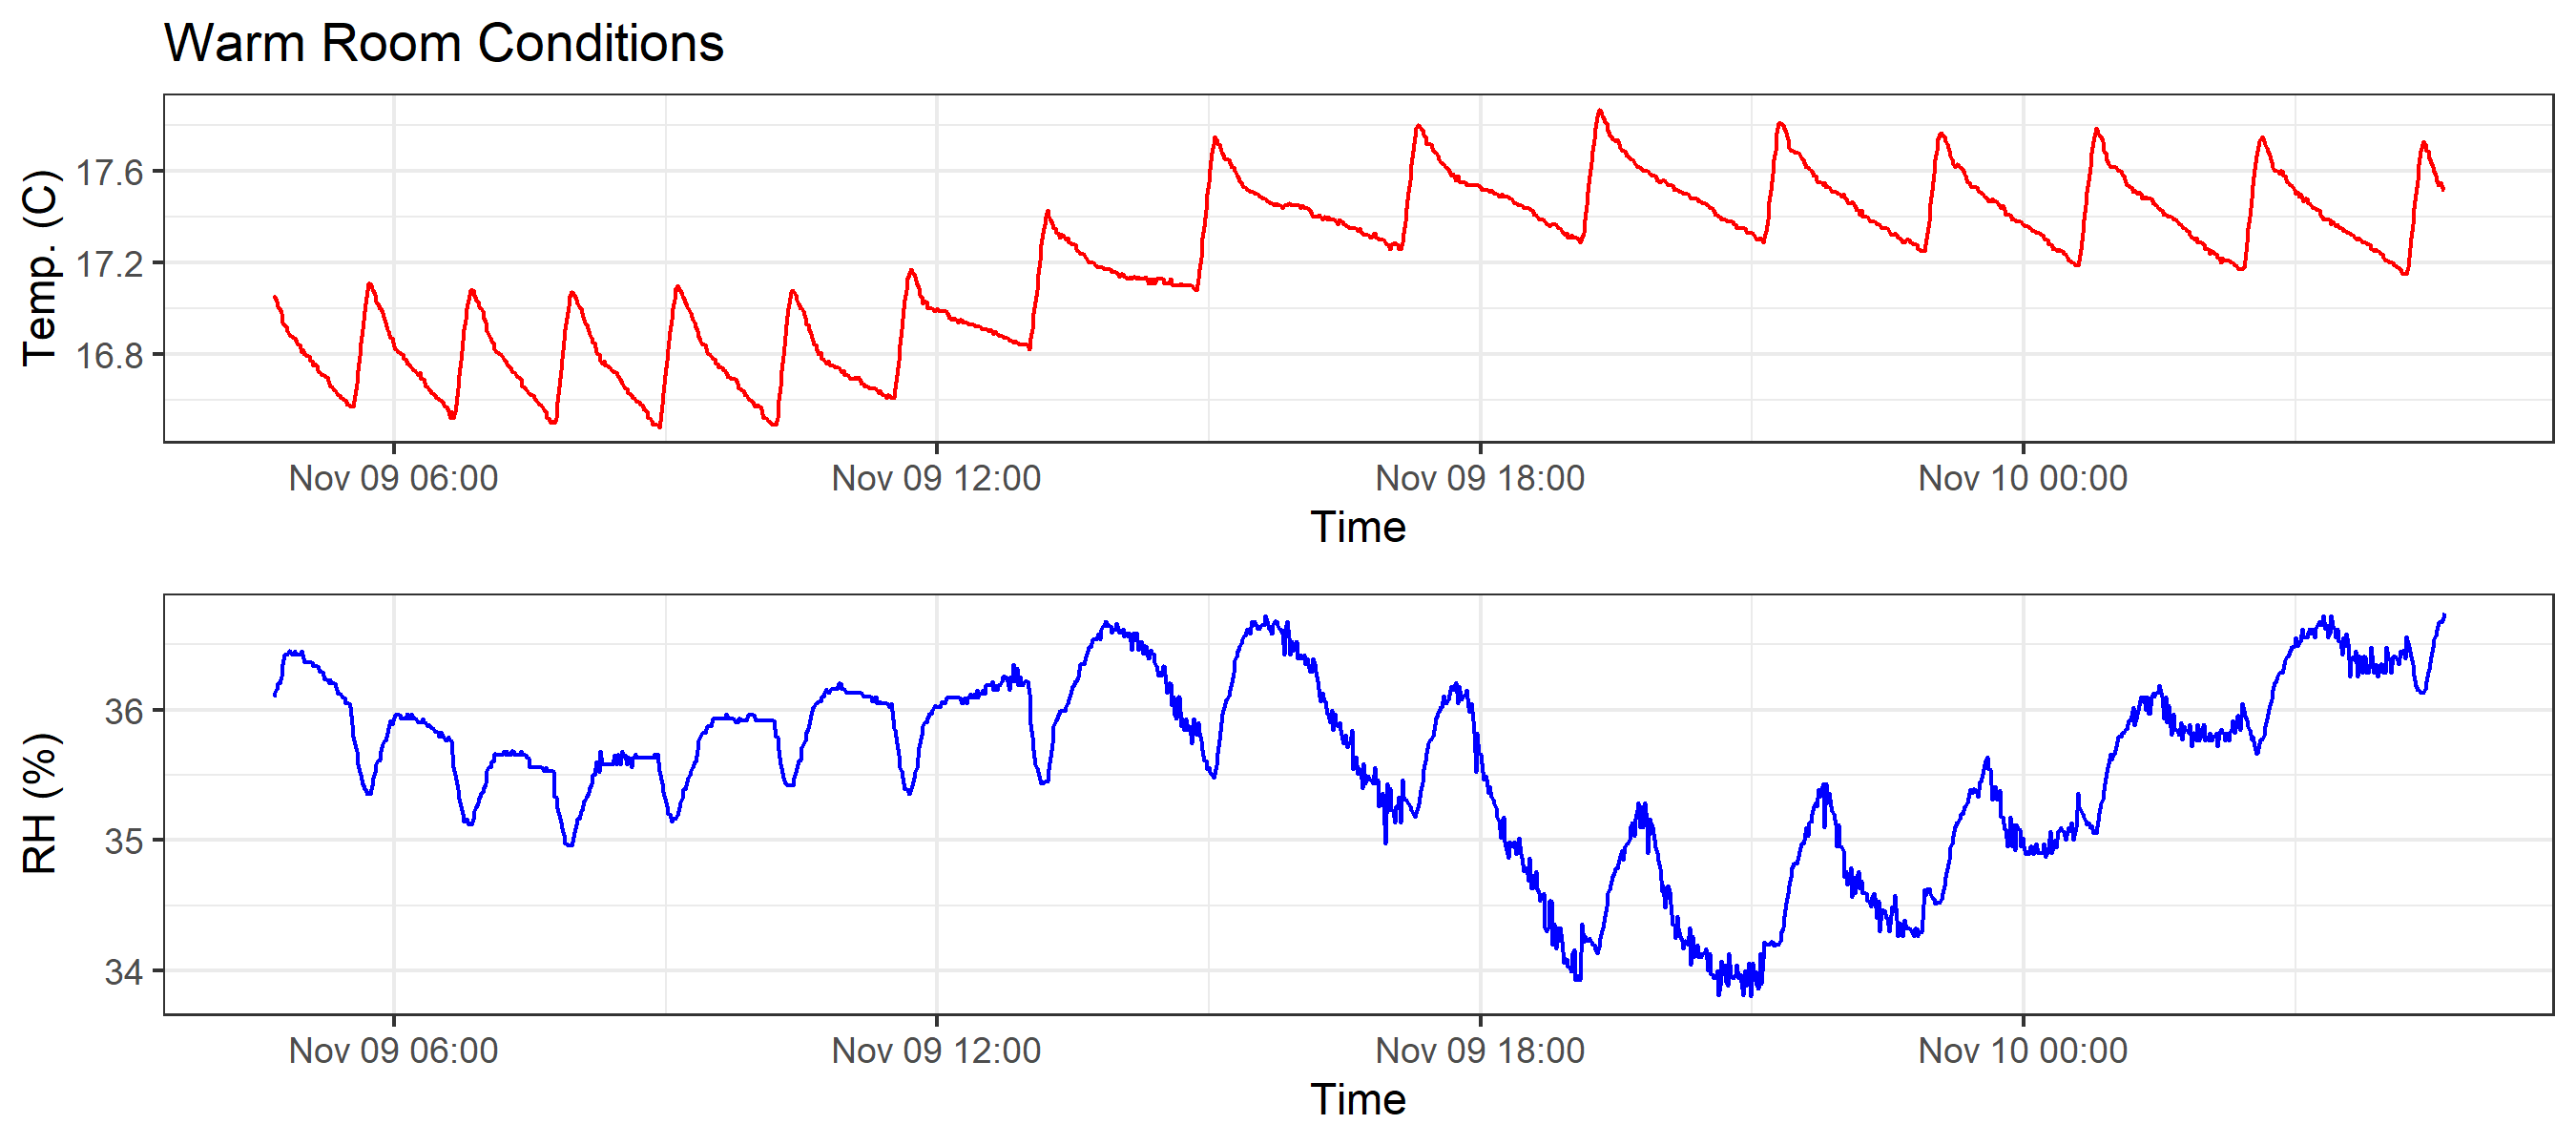 Warm Room Conditions
Temp. (C)
17.6
17.2
16.8
Nov 09 06:00 Nov 09 12:00 Nov 09 18:00 Nov 10 00:00
Time
RH (%)
36
35
34
Nov 09 06:00 Nov 09 12:00 Nov 09 18:00 Nov 10 00:00
Time